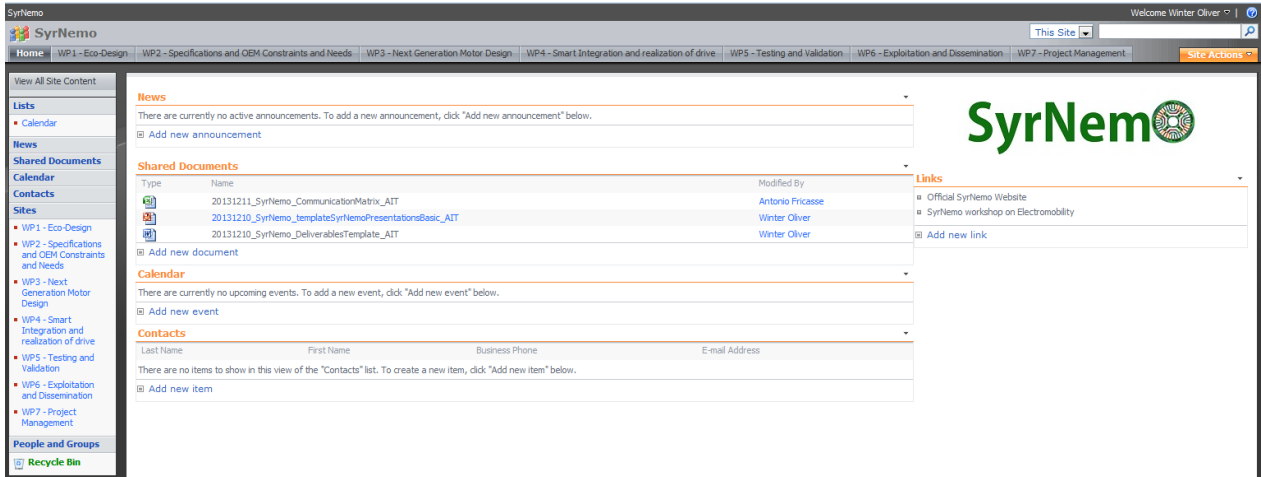 SyrNemo
Welcome Winter Oliver
SyrNemo
This Site
Home WP1 - Eco-Design WP2 - Specifications and OEM Constraints and Needs WP3 - Next Generation Motor Design WP4 - Smart Integration and realization of drive WP5 - Testing and Validation WP6 - Exploitation and Dissemination WP7 - Project Management
Site Actions
View All Site Content
Lists
Calendar
News
Shared Documents
Calendar
Contacts
Sites
WP1 - Eco-Design
WP2 - Specifications
and OEM Constraints
and Needs
WP3 - Next
Generation Motor
Design
WP4 - Smart
Integration and
realization of drive
WP5 - Testing and
Validation
WP6 - Exploitation
and Dissemination
WP7 - Project
Management
People and Groups
Recycle Bin
News
There are currently no active announcements. To add a new announcement, click "Add new announcement" below.
Add new announcement
Shared Documents
Type Name Modified By
20131211_SyrNemo_CommunicationMatrix_AIT Antonio Fricasse
20131210_SyrNemo_templateSyrNemoPresentationsBasic_AIT Winter Oliver
20131210_SyrNemo_DeliverablesTemplate_AIT Winter Oliver
Add new document
Calendar
There are currently no upcoming events. To add a new event, click "Add new event" below.
Add new event
Contacts
Last Name First Name Business Phone E-mail Address
There are no items to show in this view of the "Contacts" list. To create a new item, click "Add new item" below.
Add new item
SyrNemo
Links
Official SyrNemo Website
SyrNemo workshop on Electromobility
Add new link